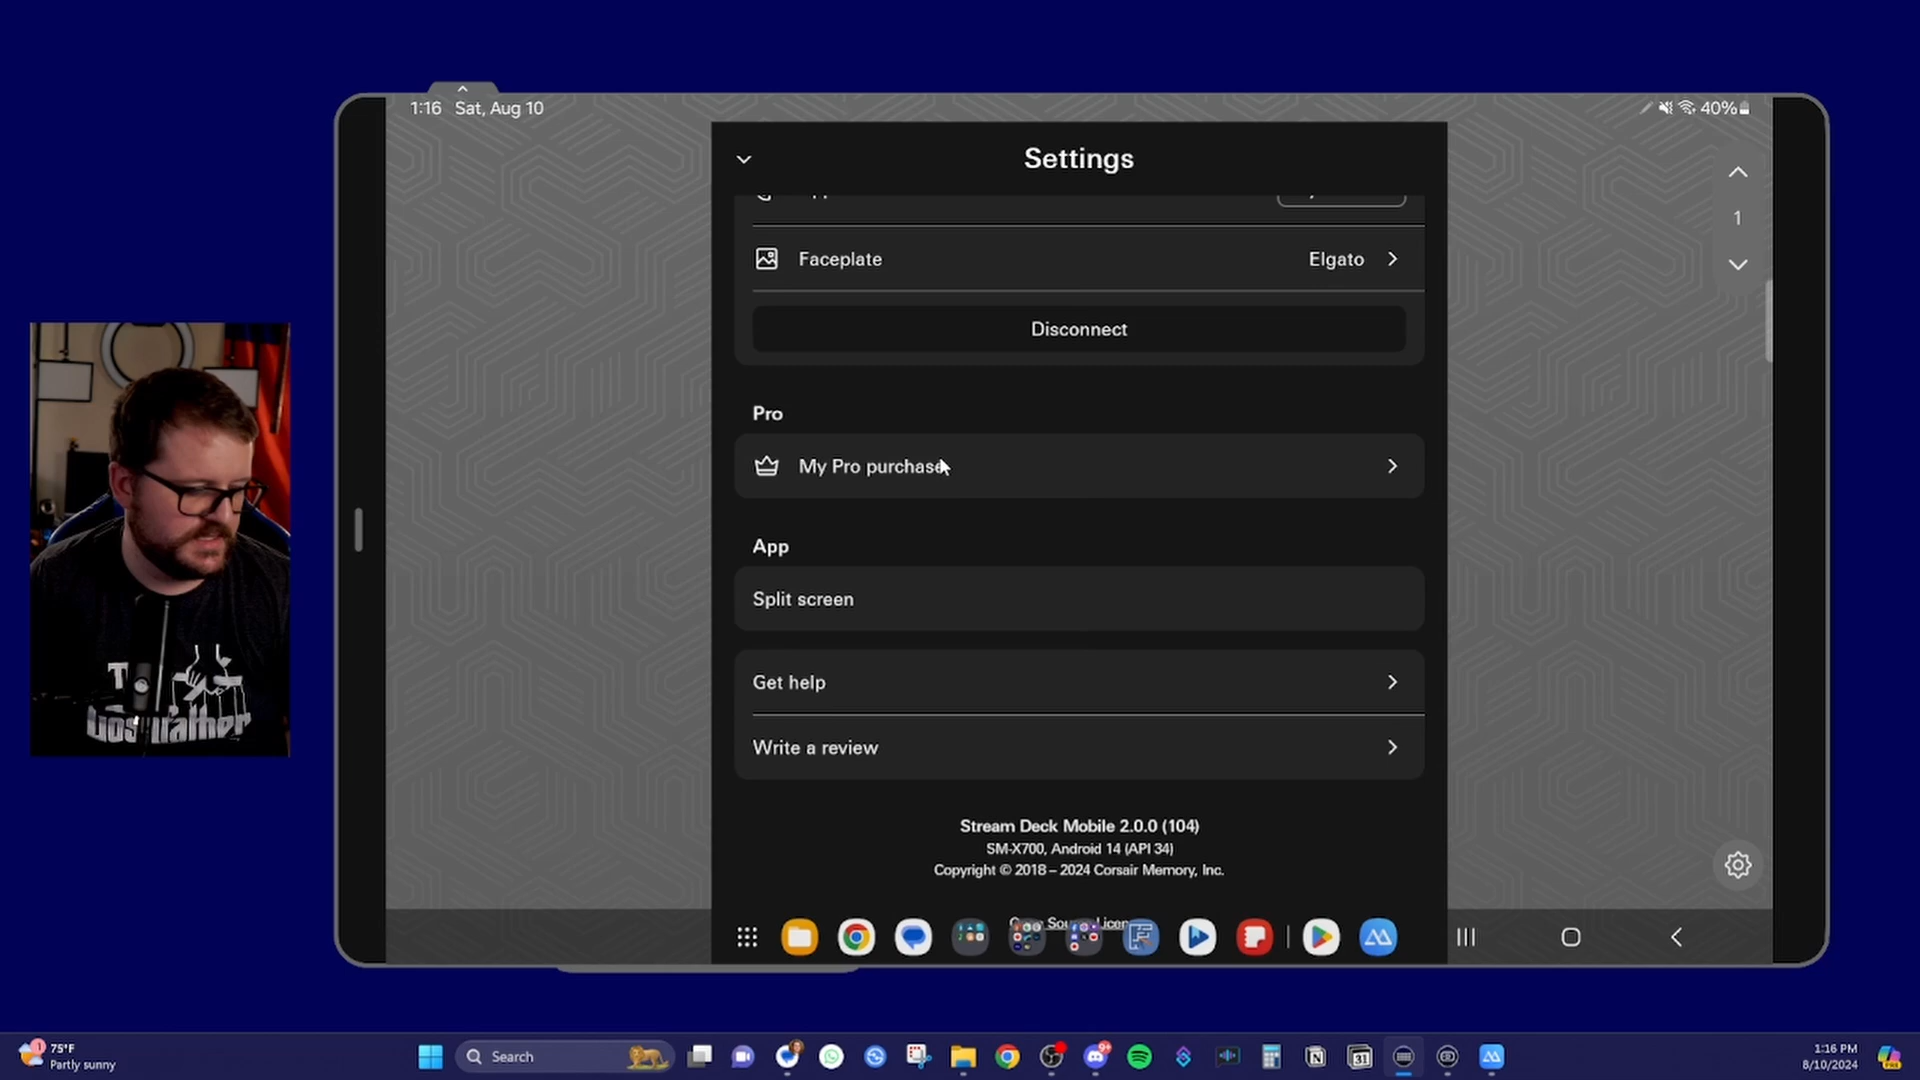 1:16 Sat, Aug 10
40%
Settings
1
Faceplate
Elgato
Disconnect
Pro
My Pro purchase
App
Split screen
Get help
Write a review
Stream Deck Mobile 2.0.0 (104)
SM-X700, Android 14 (API 34)
Copyright © 2018 – 2024 Corsair Memory, Inc.
75°F
Partly sunny
Search
31
1:16 PM
8/10/2024